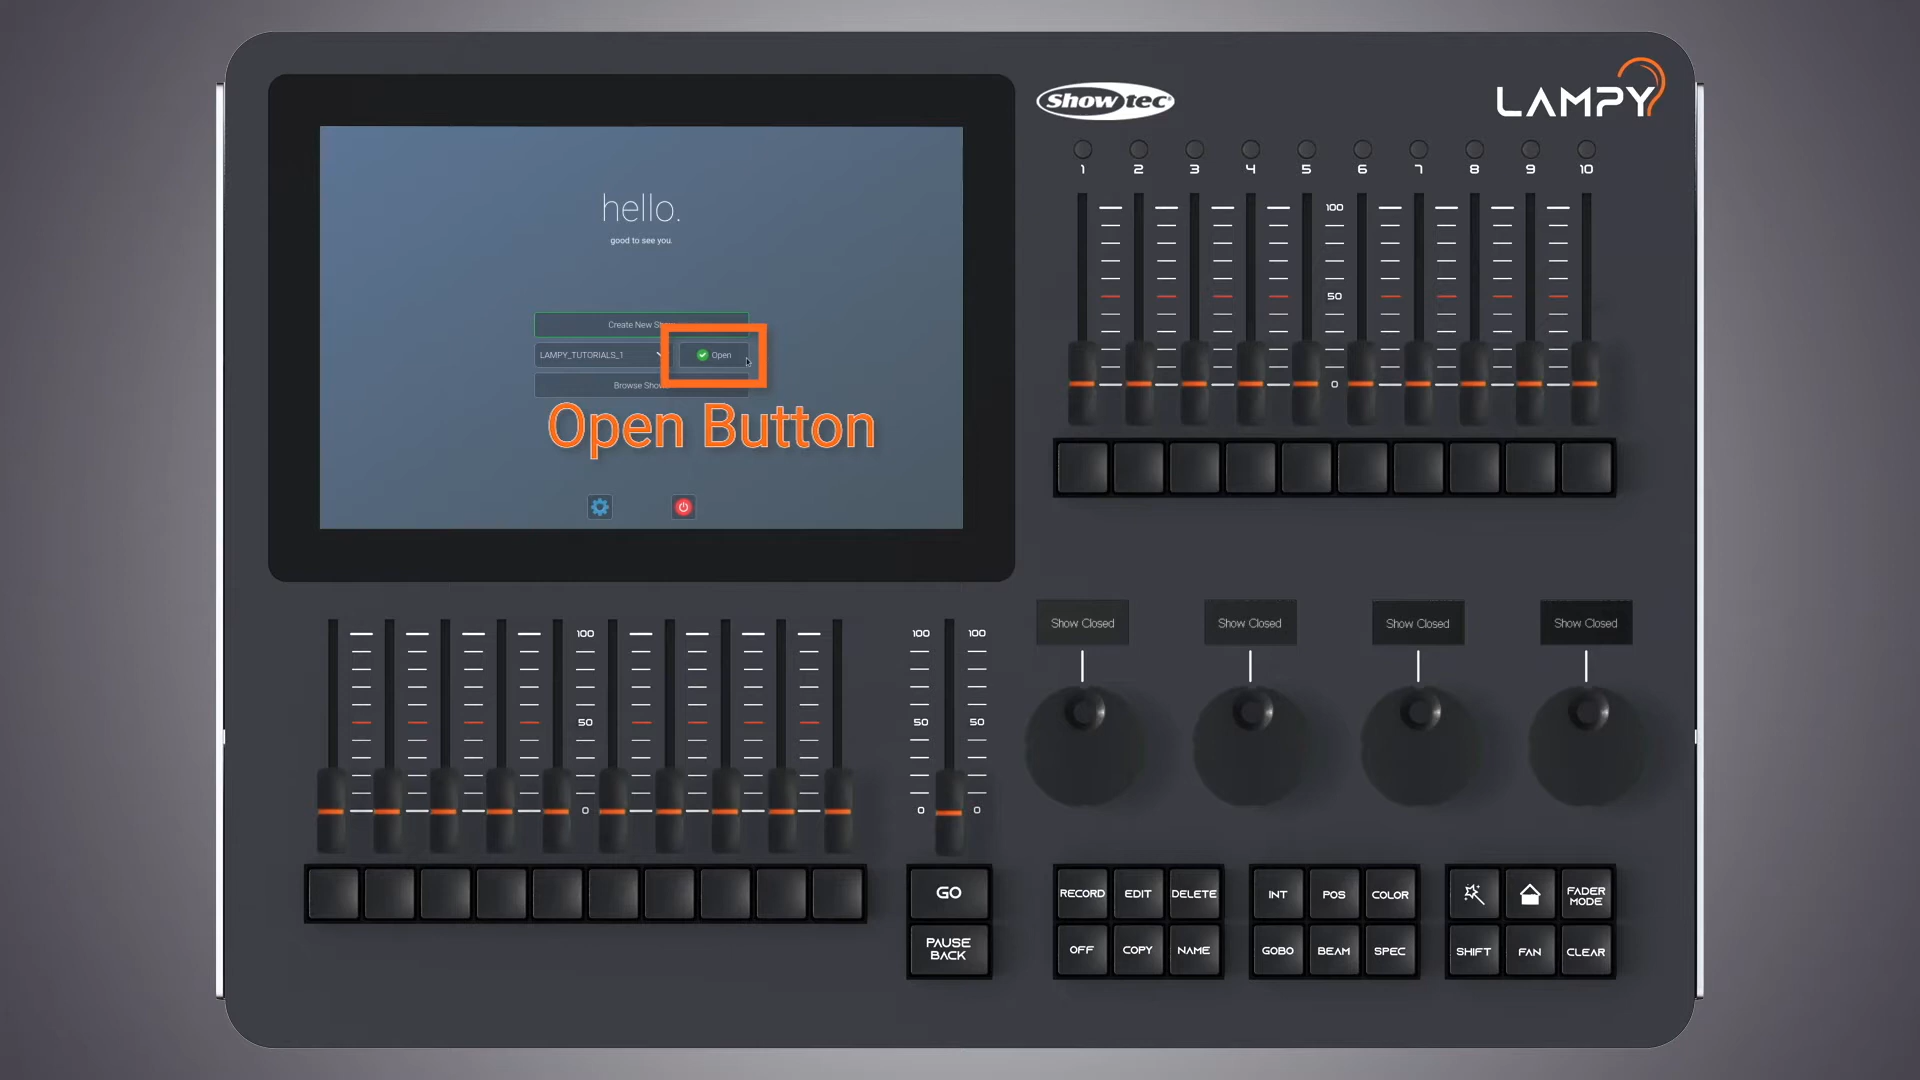 Showtec
LAMPY
1 2 3 4 5 6 7 8 9 10
hello.
good to see you.
100
50
0
Create New Sh
LAMPY_TUTORIALS_1
Open
Browse Sho
Open Button
Show Closed
Show Closed
Show Closed
Show Closed
100
50
0
100
50
0
100
50
0
GO
PAUSE
BACK
RECORD EDIT DELETE
OFF COPY NAME
INT POS COLOR
GOBO BEAM SPEC
FADER
MODE
SHIFT FAN CLEAR